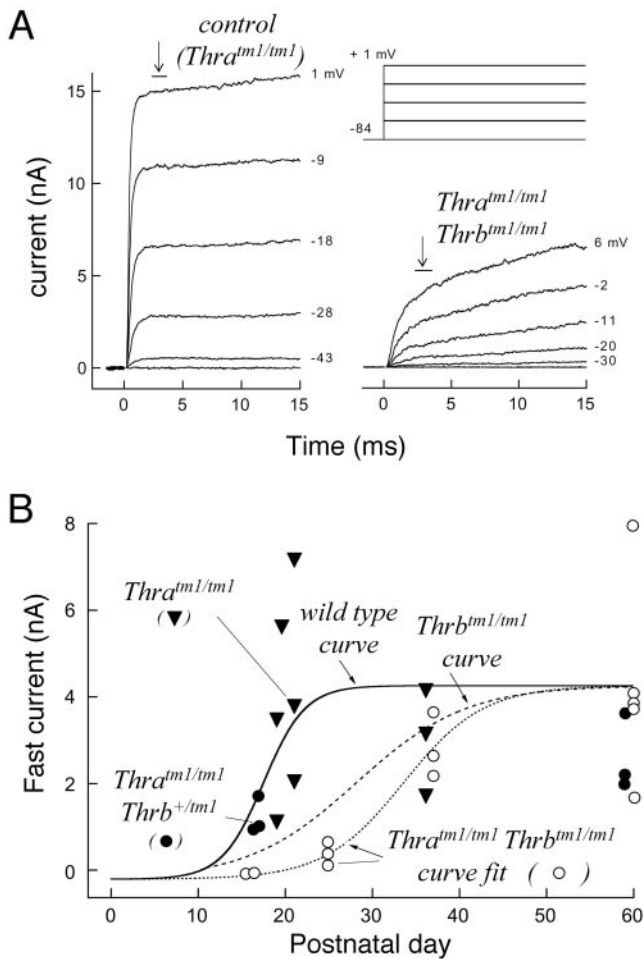 A
control
(Thra^tm1/tm1)
1 mV
-9
-18
-28
-43
15
10
5
0
current (nA)
0 5 10 15
+ 1 mV
-84
Thra^tm1/tm1
Thrb^tm1/tm1
6 mV
-2
-11
-20
-30
0 5 10 15
Time (ms)
B
8
6
4
2
0
Fast current (nA)
Thra^tm1/tm1
(▼)
wild type
curve
Thrb^tm1/tm1
curve
Thra^tm1/tm1
Thrb^+/tm1
(●)
Thra^tm1/tm1 Thrb^tm1/tm1
curve fit (○)
0 10 20 30 40 50 60
Postnatal day